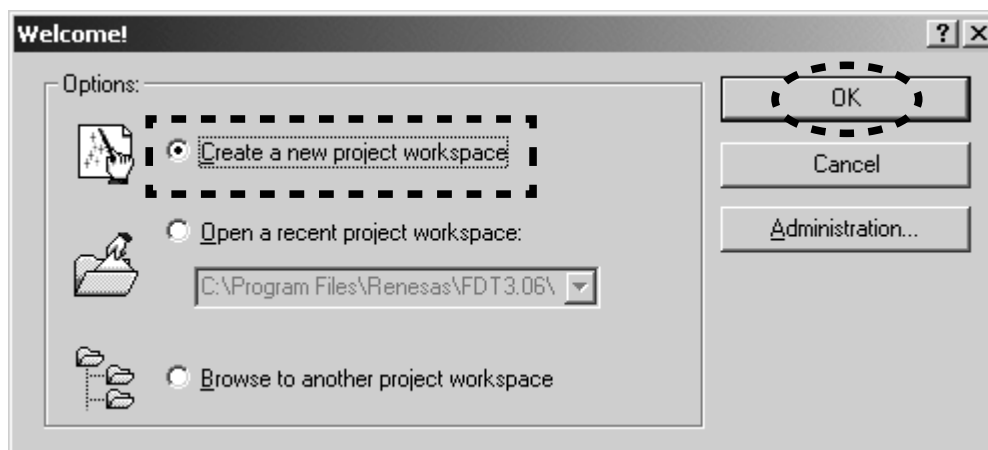 Welcome!
Options:
Create a new project workspace
Open a recent project workspace:
C:\Program Files\Renesas\FDT3.06\
Browse to another project workspace
OK
Cancel
Administration...